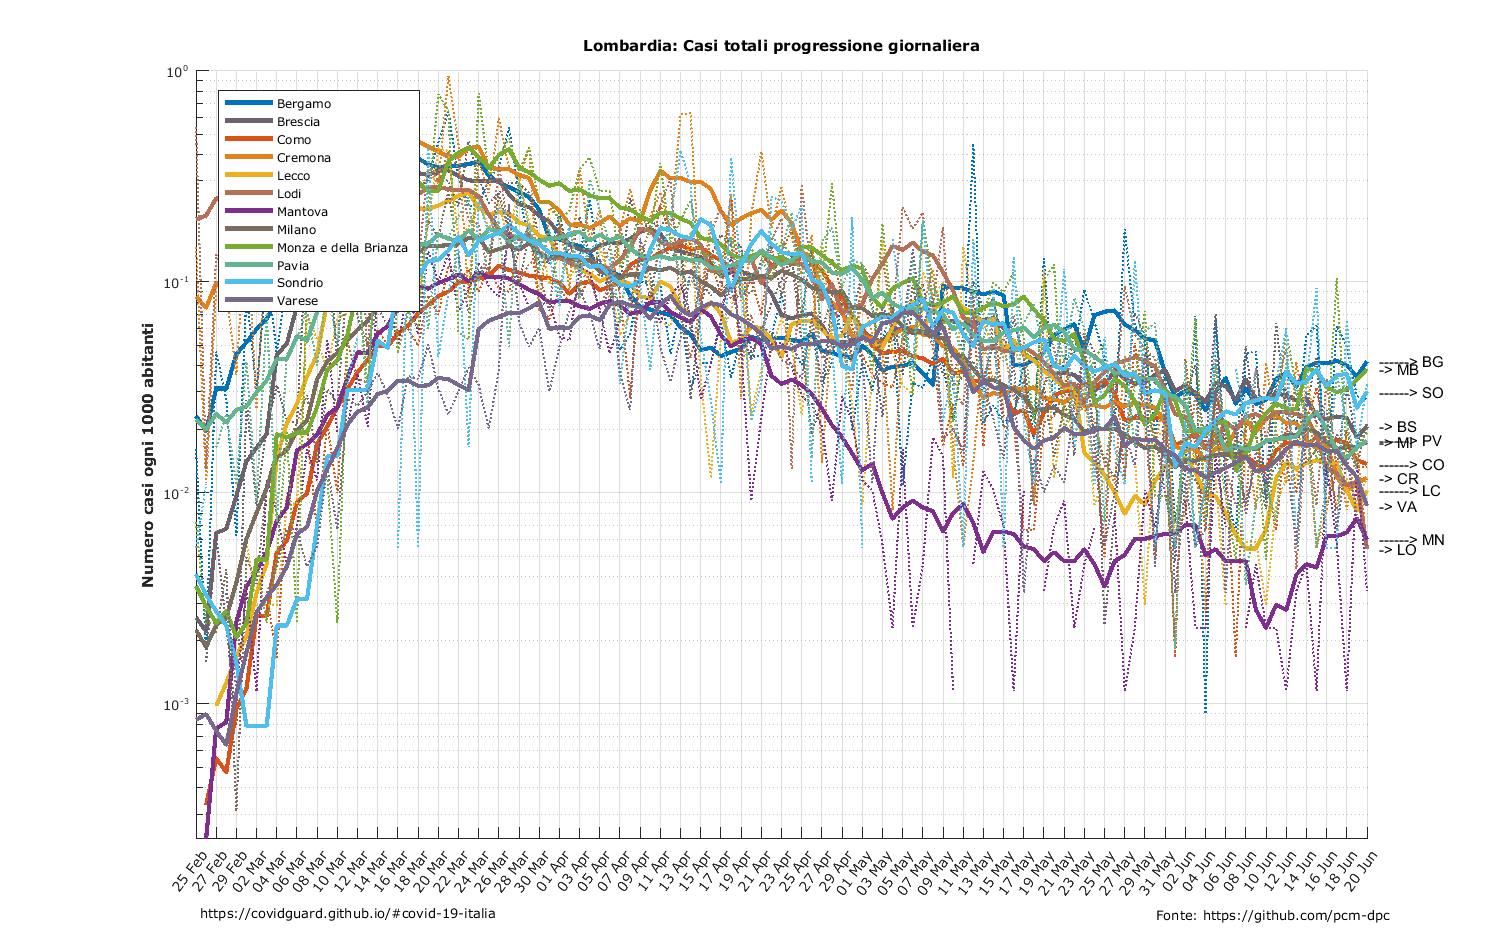 Lombardia: Casi totali progressione giornaliera
Numero casi ogni 1000 abitanti
10^0
10^-1
10^-2
10^-3
Bergamo
Brescia
Como
Cremona
Lecco
Lodi
Mantova
Milano
Monza e della Brianza
Pavia
Sondrio
Varese
------> BG
-> MB
------> SO
-> BS
------> PV
-> MI
------> CO
-> CR
------> LC
-> VA
------> MN
-> LO
25 Feb
27 Feb
29 Feb
02 Mar
04 Mar
06 Mar
08 Mar
10 Mar
12 Mar
14 Mar
16 Mar
18 Mar
20 Mar
22 Mar
24 Mar
26 Mar
28 Mar
30 Mar
01 Apr
03 Apr
05 Apr
07 Apr
09 Apr
11 Apr
13 Apr
15 Apr
17 Apr
19 Apr
21 Apr
23 Apr
25 Apr
27 Apr
29 Apr
01 May
03 May
05 May
07 May
09 May
11 May
13 May
15 May
17 May
19 May
21 May
23 May
25 May
27 May
29 May
31 May
02 Jun
04 Jun
06 Jun
08 Jun
10 Jun
12 Jun
14 Jun
16 Jun
18 Jun
20 Jun
https://covidguard.github.io/#covid-19-italia
Fonte: https://github.com/pcm-dpc